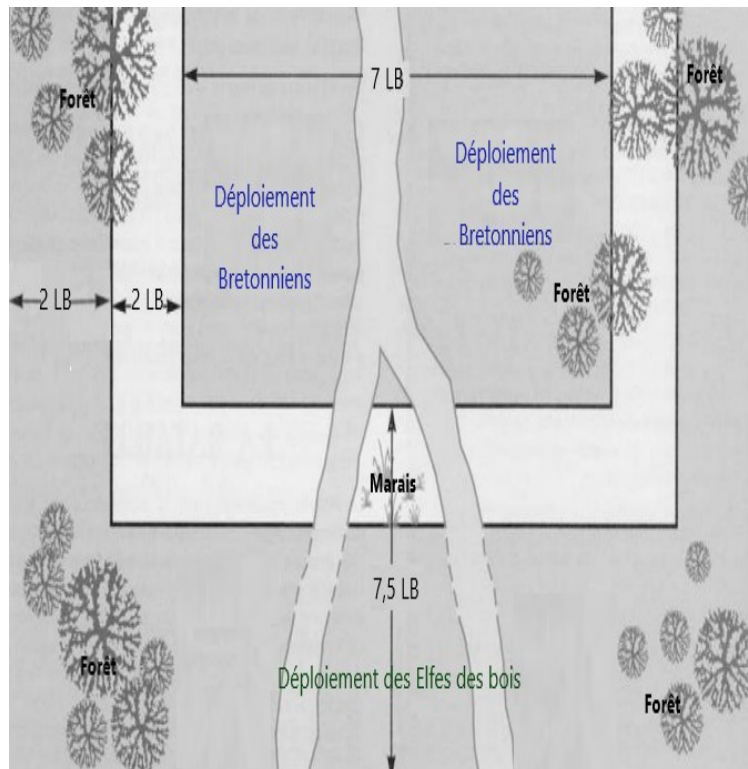 Forêt
7 LB
Forêt
Déploiement
des
Bretonniens
Déploiement
des
Bretonniens
2 LB
2 LB
Forêt
Marais
7,5 LB
Forêt
Déploiement des Elfes des bois
Forêt